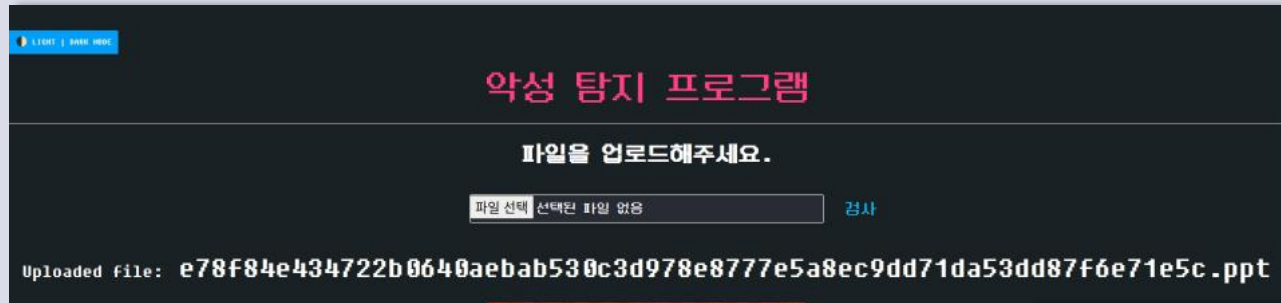 LIGHT | DARK MODE
악성 탐지 프로그램
파일을 업로드해주세요.
파일 선택 선택된 파일 없음 검사
Uploaded File: e78f84e434722b0640aebab530c3d978e8777e5a8ec9dd71da53dd87f6e71e5c.ppt